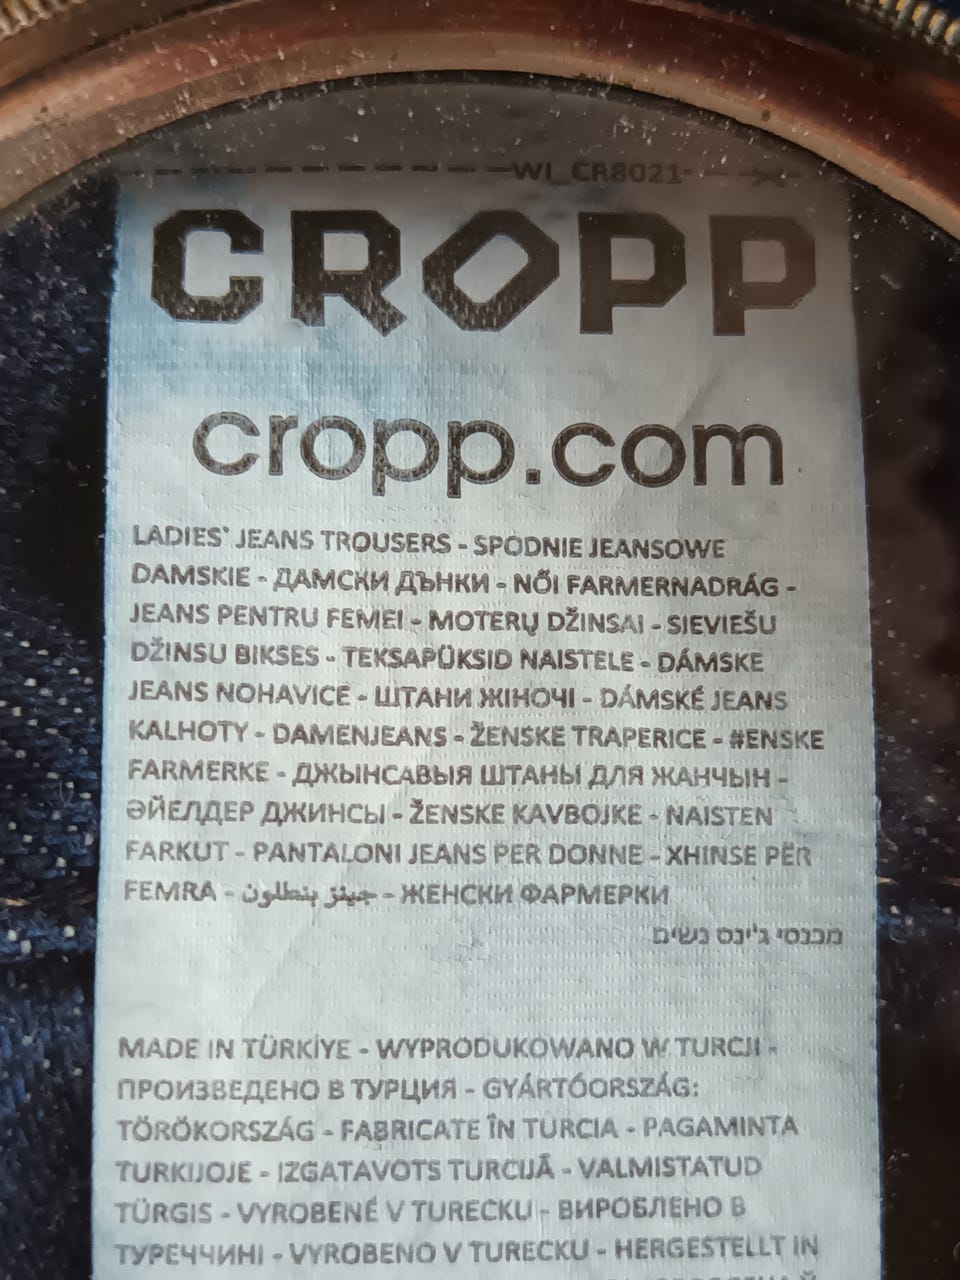 WI_CR8021
CROPP
cropp.com
LADIES' JEANS TROUSERS - SPODNIE JEANSOWE
DAMSKIE - ДАМСКИ ДЪНКИ - NŐI FARMERNADRÁG -
JEANS PENTRU FEMEI - MOTERŲ DŽINSAI - SIEVIEŠU
DŽINSU BIKSES - TEKSAPÜKSID NAISTELE - DÁMSKE
JEANS NOHAVICE - ШТАНИ ЖІНОЧІ - DÁMSKÉ JEANS
KALHOTY - DAMENJEANS - ŽENSKE TRAPERICE - #ENSKE
FARMERKE - ДЖЫНСАВЫЯ ШТАНЫ ДЛЯ ЖАНЧЫН -
ӘЙЕЛДЕР ДЖИНСЫ - ŽENSKE KAVBOJKE - NAISTEN
FARKUT - PANTALONI JEANS PER DONNE - XHINSE PËR
FEMRA - جينز بنطلون - ЖЕНСКИ ФАРМЕРКИ
מכנסי ג'ינס נשים
MADE IN TÜRKİYE - WYPRODUKOWANO W TURCJI -
ПРОИЗВЕДЕНО В ТУРЦИЯ - GYÁRTÓORSZÁG:
TÖRÖKORSZÁG - FABRICATE ÎN TURCIA - PAGAMINTA
TURKIJOJE - IZGATAVOTS TURCIJĀ - VALMISTATUD
TÜRGIS - VYROBENÉ V TURECKU - ВИРОБЛЕНО В
ТУРЕЧЧИНІ - VYROBENO V TURECKU - HERGESTELLT IN